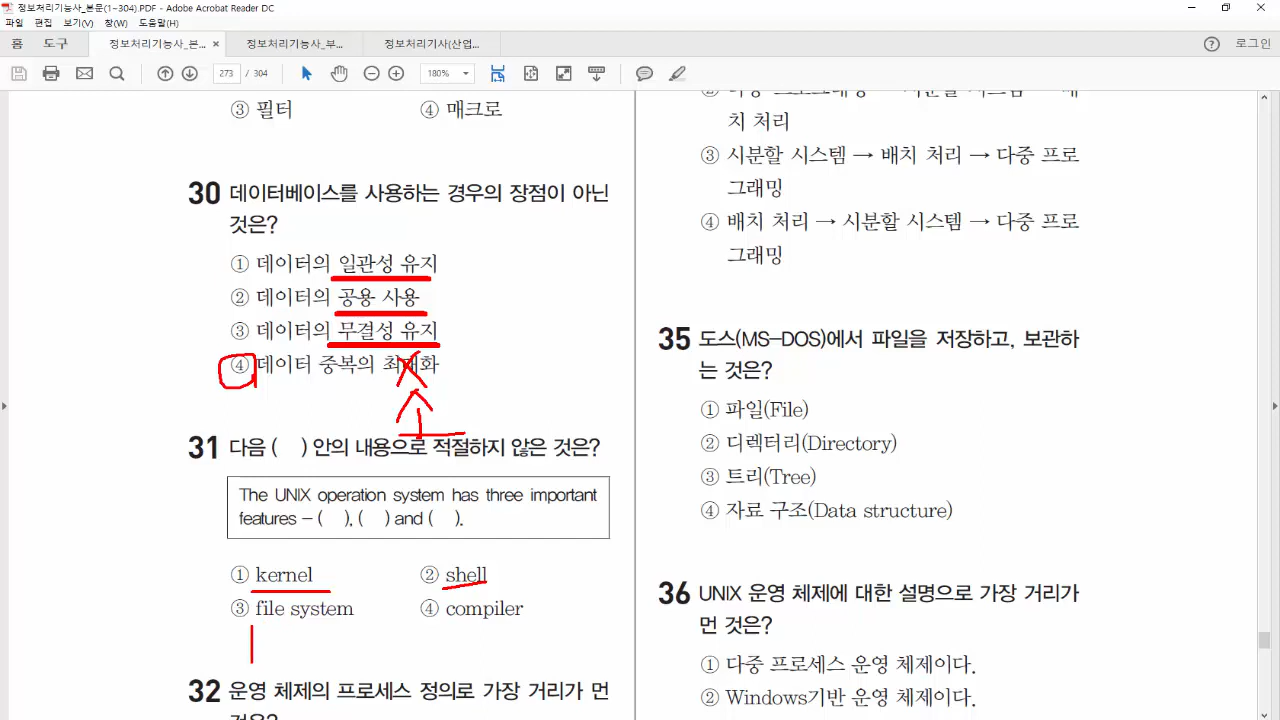 정보처리기능사_본문(1~304).PDF - Adobe Acrobat Reader DC
파일 편집 보기(V) 창(W) 도움말(H)
홈 도구 정보처리기능사_본... × 정보처리기능사_부... 정보처리기사(산업... 로그인
273 / 304 180%
③ 필터 ④ 매크로
30 데이터베이스를 사용하는 경우의 장점이 아닌
것은?
① 데이터의 일관성 유지
② 데이터의 공용 사용
③ 데이터의 무결성 유지
④ 데이터 중복의 최대화
31 다음 ( ) 안의 내용으로 적절하지 않은 것은?
The UNIX operation system has three important
features – ( ), ( ) and ( ).
① kernel ② shell
③ file system ④ compiler
32 운영 체제의 프로세스 정의로 가장 거리가 먼
것은?
치 처리
③ 시분할 시스템 → 배치 처리 → 다중 프로
그래밍
④ 배치 처리 → 시분할 시스템 → 다중 프로
그래밍
35 도스(MS-DOS)에서 파일을 저장하고, 보관하
는 것은?
① 파일(File)
② 디렉터리(Directory)
③ 트리(Tree)
④ 자료 구조(Data structure)
36 UNIX 운영 체제에 대한 설명으로 가장 거리가
먼 것은?
① 다중 프로세스 운영 체제이다.
② Windows기반 운영 체제이다.